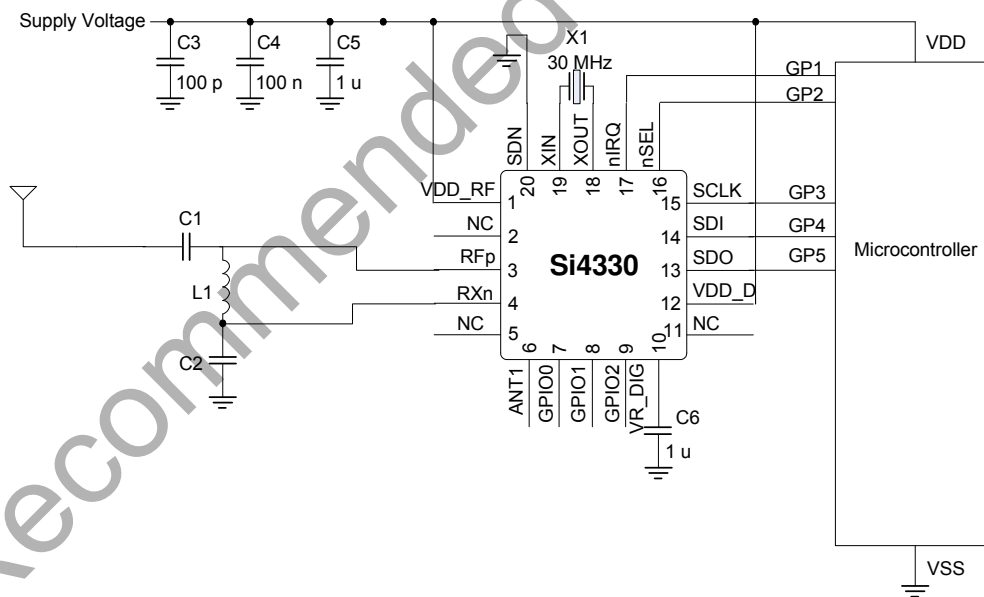 Supply Voltage
C3
100 p
C4
100 n
C5
1 u
X1
30 MHz
VDD
GP1
GP2
SDN
XIN
XOUT
nIRQ
nSEL
20
19
18
17
16
VDD_RF
1
NC
2
RFp
3
RXn
4
NC
5
Si4330
15
SCLK
GP3
14
SDI
GP4
13
SDO
GP5
12
VDD_D
11
NC
Microcontroller
C1
L1
C2
6
7
8
9
10
ANT1
GPIO0
GPIO1
GPIO2
VR_DIG
C6
1 u
VSS
ecommended